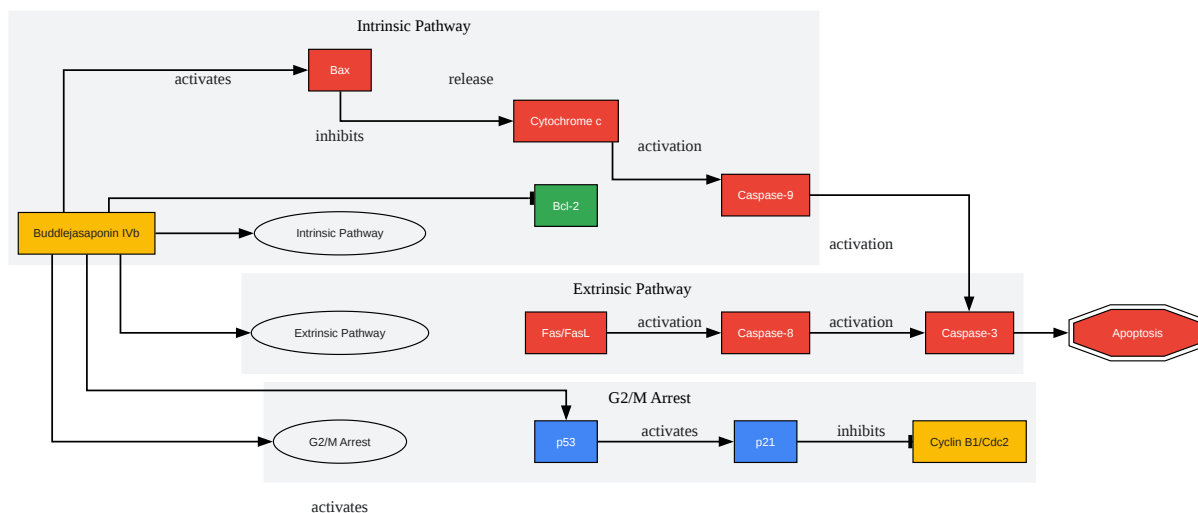 Intrinsic Pathway
Bax
activates
release
Cytochrome c
inhibits
activation
Caspase-9
Bcl-2
Buddlejasaponin IVb
Intrinsic Pathway
activation
Extrinsic Pathway
Extrinsic Pathway
Fas/FasL
activation
Caspase-8
activation
Caspase-3
Apoptosis
G2/M Arrest
G2/M Arrest
p53
activates
p21
inhibits
Cyclin B1/Cdc2
activates